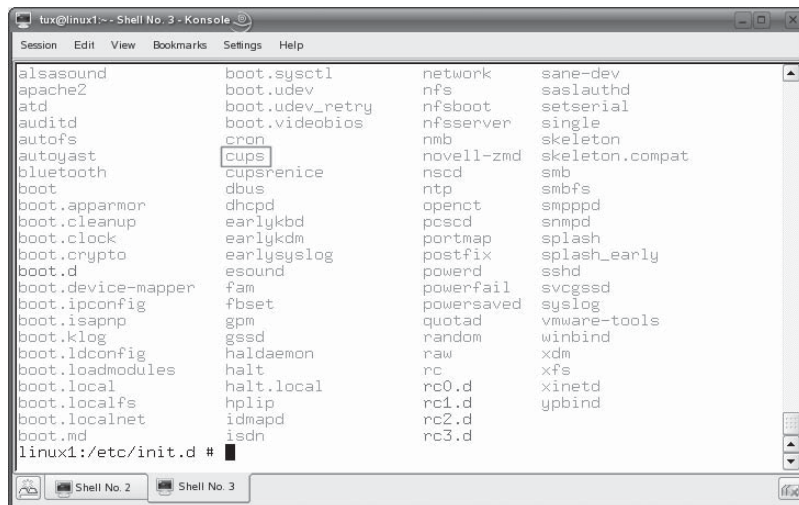 tux@linux1:~ - Shell No. 3 - Konsole
Session Edit View Bookmarks Settings Help
alsasound boot.sysctl network sane-dev
apache2 boot.udev nfs saslauthd
atd boot.udev_retry nfsboot setserial
auditd boot.videobios nfsserver single
autofs cron nmb skeleton
autoyast cups novell-zmd skeleton.compat
bluetooth cupsrenice nscd smb
boot dbus ntp smbfs
boot.apparmor dhcpd openct smpppd
boot.cleanup earlykbd pcscd snmpd
boot.clock earlykdm portmap splash
boot.crypto earlysyslog postfix splash_early
boot.d esound powerd sshd
boot.device-mapper fam powerfail svcgssd
boot.ipconfig fbset powersaved syslog
boot.isapnp gpm quotad vmware-tools
boot.klog gssd random winbind
boot.ldconfig haldaemon raw xdm
boot.loadmodules halt rc xfs
boot.local halt.local rc0.d xinetd
boot.localfs hplip rc1.d ypbind
boot.localnet idmapd rc2.d
boot.md isdn rc3.d
linux1:/etc/init.d #
Shell No. 2 Shell No. 3